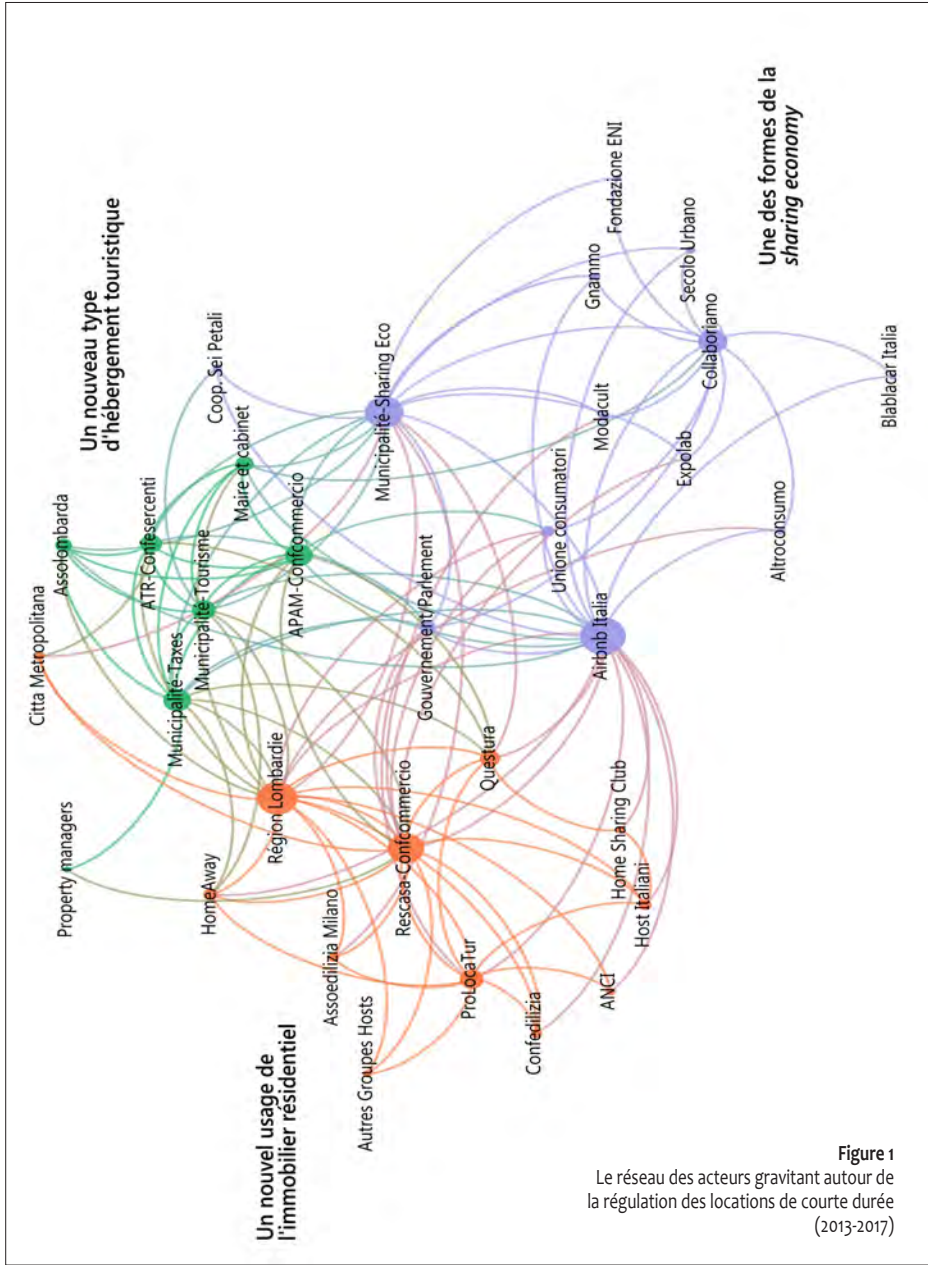 Un nouveau type
d'hébergement touristique
Une des formes de la
sharing economy
Un nouvel usage de
l'immobilier résidentiel
Citta Metropolitana
Assolombarda
Property managers
ATR-Confesercenti
Coop. Sei Petali
Maire et cabinet
Municipalité-Taxes
Municipalité-Tourisme
APAM-Confcommercio
HomeAway
Région Lombardie
Municipalité-Sharing Eco
Gouvernement/Parlement
Assoedilizia Milano
Rescasa-Confcommercio
Questura
Autres Groupes Hosts
ProLocaTur
Confedilizia
ANCI
Home Sharing Club
Host Italiani
Airbnb Italia
Unione consumatori
Modacult
Expolab
Altroconsumo
Gnammo
Fondazione ENI
Secolo Urbano
Collaboriamo
Blablacar Italia
Figure 1
Le réseau des acteurs gravitant autour de
la régulation des locations de courte durée
(2013-2017)